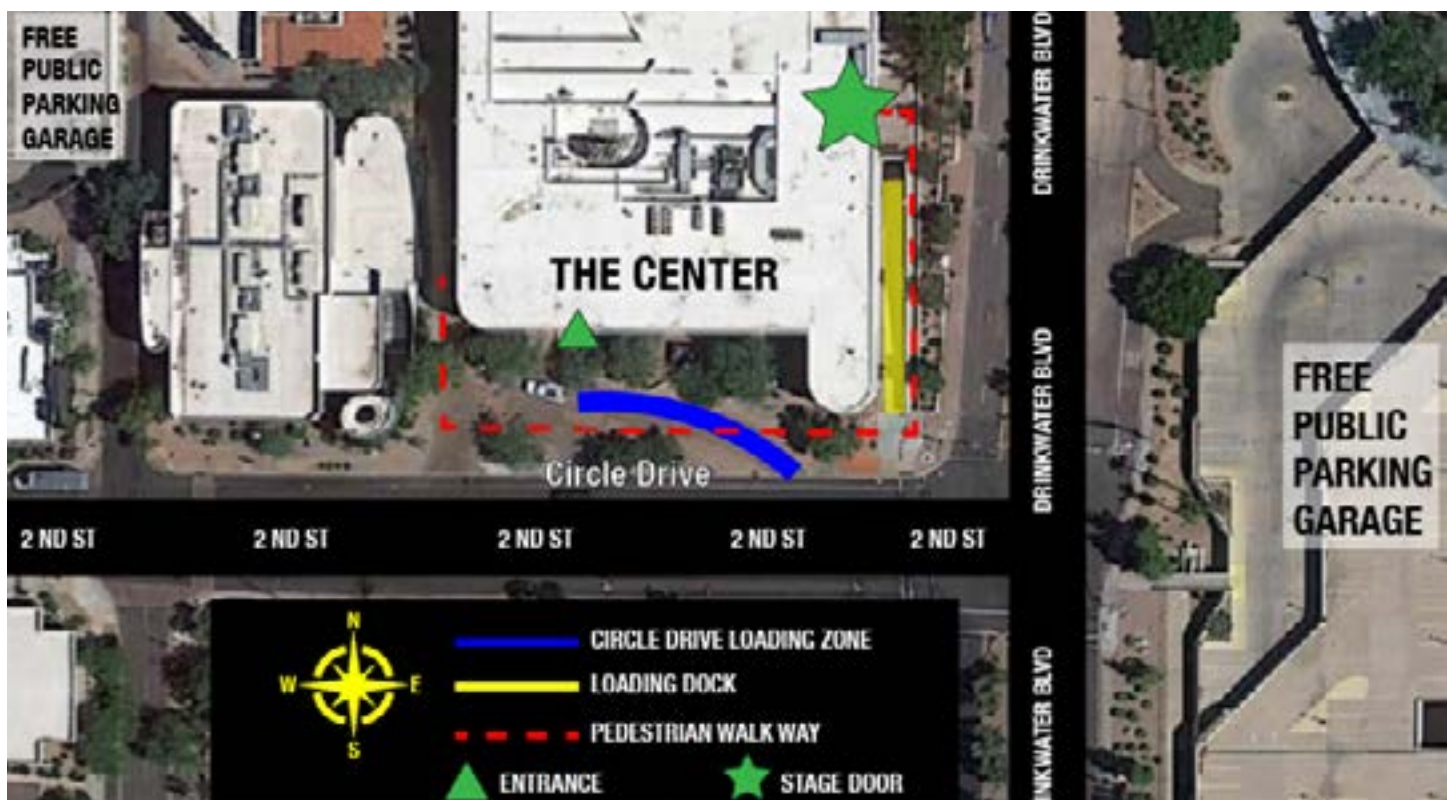 FREE
PUBLIC
PARKING
GARAGE
DRINKWATER BLVD
THE CENTER
DRINKWATER BLVD
FREE
PUBLIC
PARKING
GARAGE
Circle Drive
2 ND ST
2 ND ST
2 ND ST
2 ND ST
2 ND ST
N
W
E
S
CIRCLE DRIVE LOADING ZONE
LOADING DOCK
PEDESTRIAN WALK WAY
ENTRANCE
STAGE DOOR
INKWATER BLVD